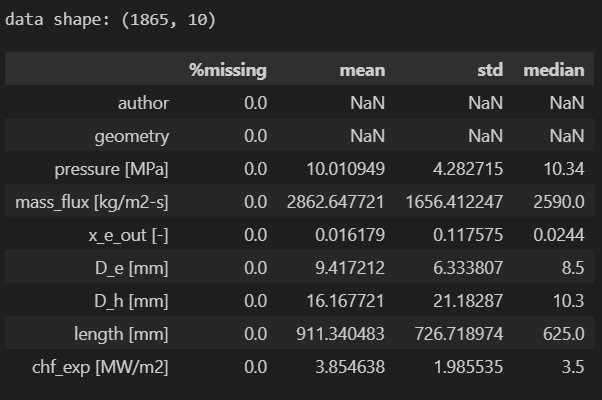 data shape: (1865, 10)
%missing mean std median
author 0.0 NaN NaN NaN
geometry 0.0 NaN NaN NaN
pressure [MPa] 0.0 10.010949 4.282715 10.34
mass_flux [kg/m2-s] 0.0 2862.647721 1656.412247 2590.0
x_e_out [-] 0.0 0.016179 0.117575 0.0244
D_e [mm] 0.0 9.417212 6.333807 8.5
D_h [mm] 0.0 16.167721 21.18287 10.3
length [mm] 0.0 911.340483 726.718974 625.0
chf_exp [MW/m2] 0.0 3.854638 1.985535 3.5